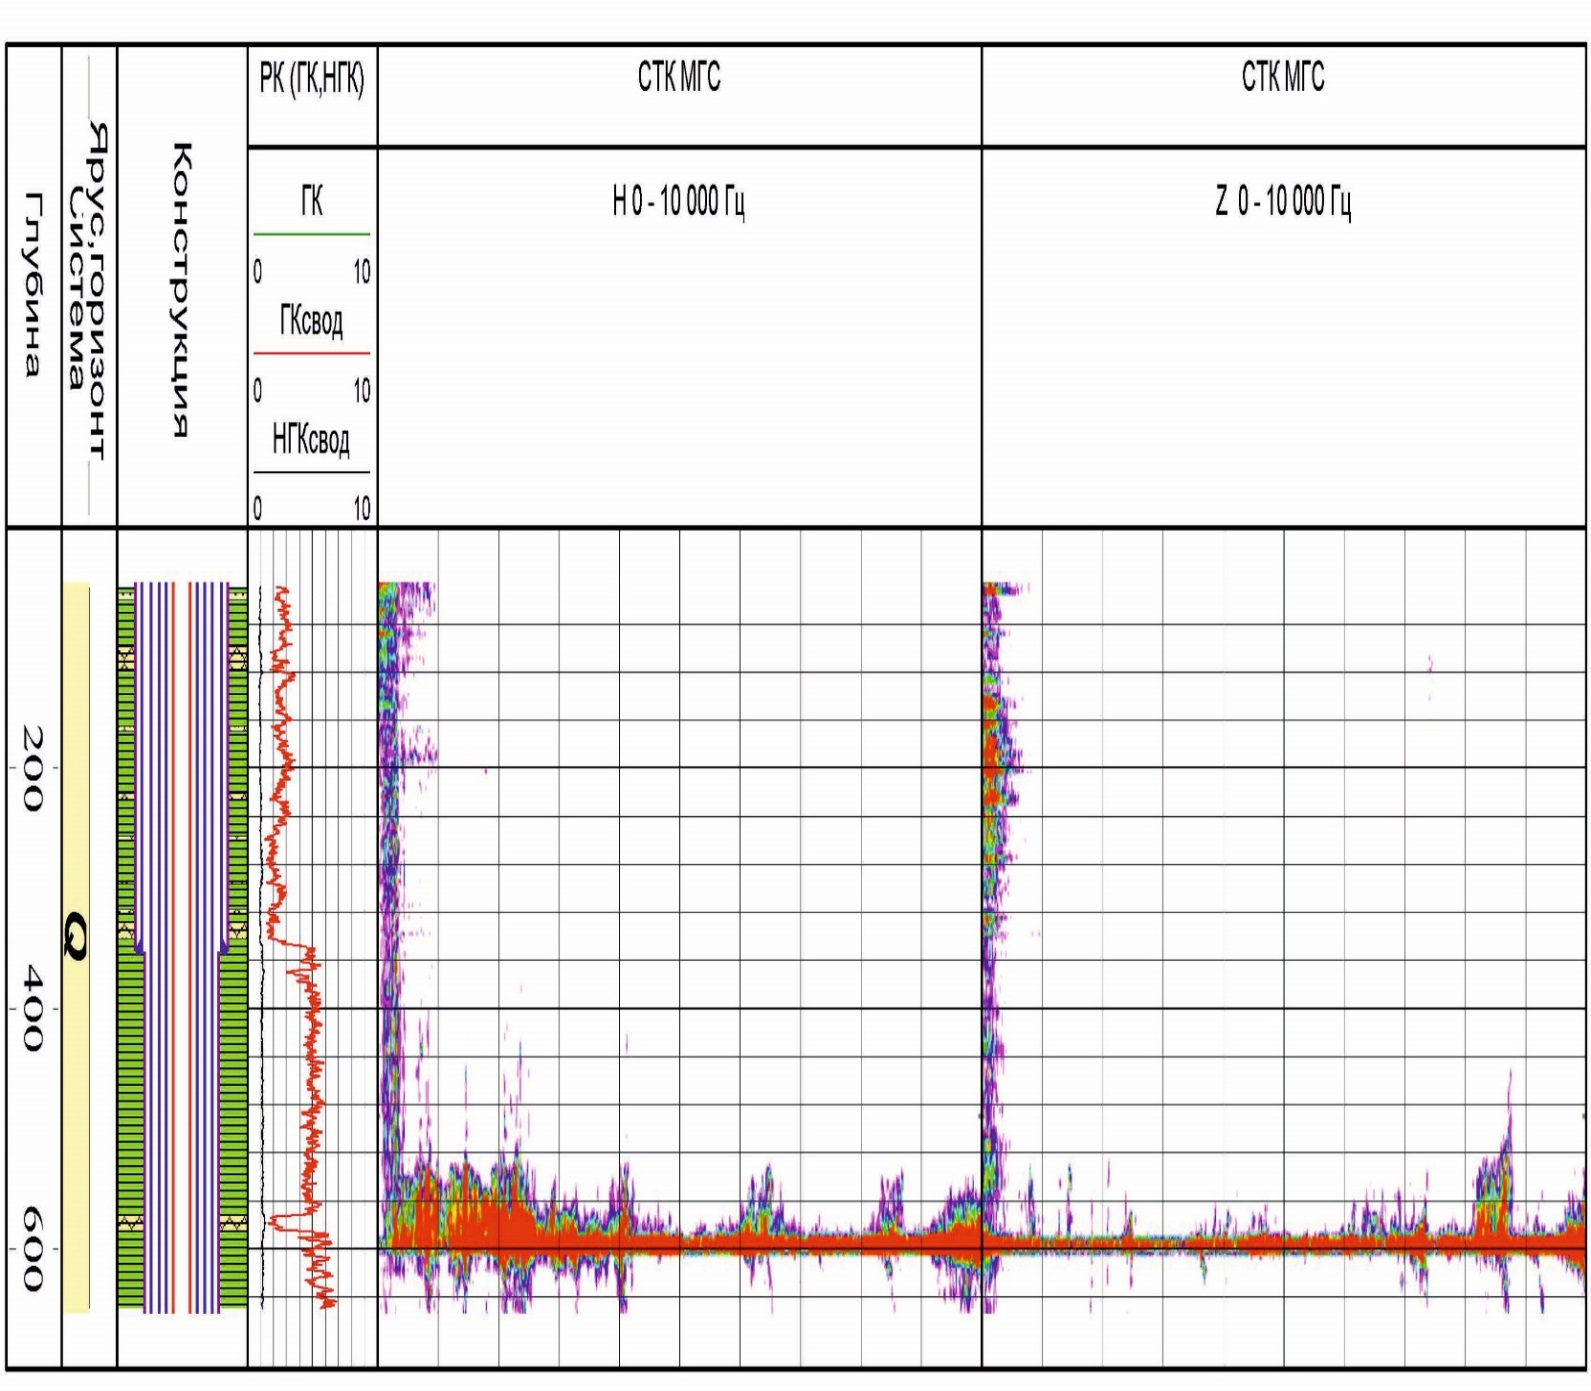 Глубина
Система
Ярус,горизонт
Конструкция
РК (ГК,НГК)
СТК МГС
СТК МГС
ГК
0 10
ГКсвод
0 10
НГКсвод
0 10
H 0 - 10 000 Гц
Z 0 - 10 000 Гц
200
400
600
Q